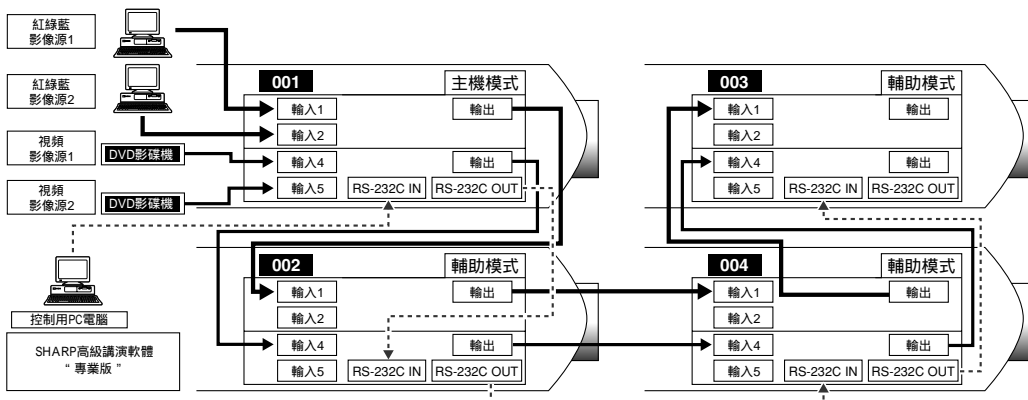 紅綠藍
影像源1
紅綠藍
影像源2
視頻
影像源1
DVD影碟機
視頻
影像源2
DVD影碟機
控制用PC電腦
SHARP高級講演軟體
“ 專業版 ”
001
主機模式
輸入1
輸出
輸入2
輸入4
輸出
輸入5
RS-232C IN
RS-232C OUT
002
輔助模式
輸入1
輸出
輸入2
輸入4
輸出
輸入5
RS-232C IN
RS-232C OUT
003
輔助模式
輸入1
輸出
輸入2
輸入4
輸出
輸入5
RS-232C IN
RS-232C OUT
004
輔助模式
輸入1
輸出
輸入2
輸入4
輸出
輸入5
RS-232C IN
RS-232C OUT